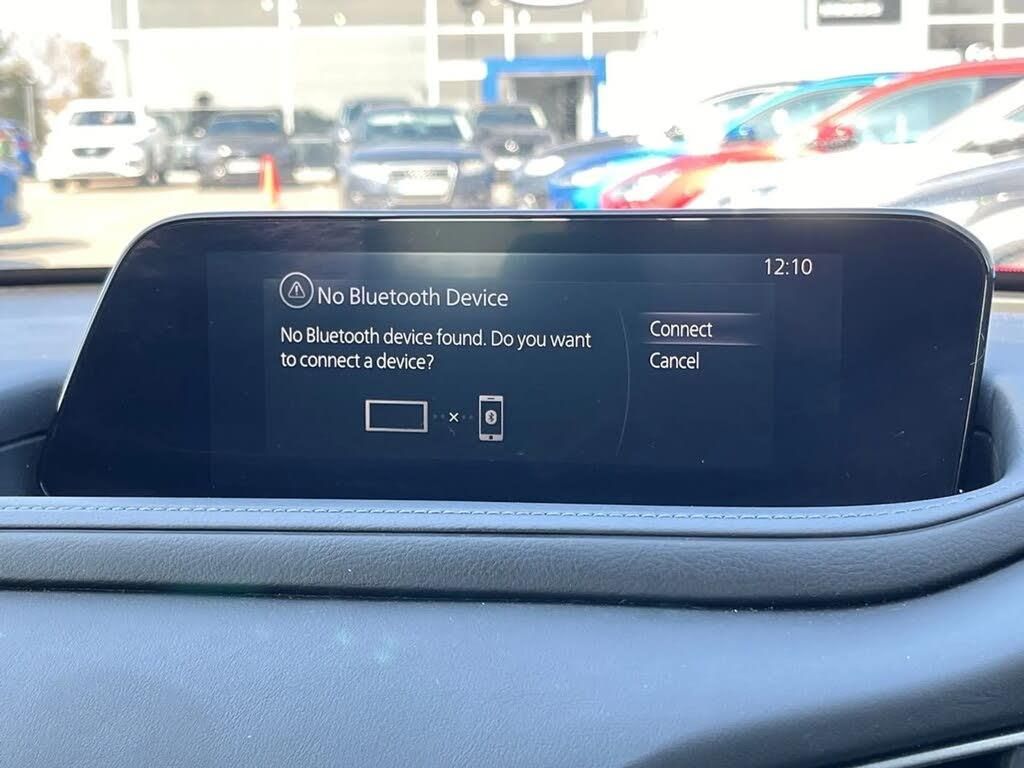 12:10
No Bluetooth Device
No Bluetooth device found. Do you want
to connect a device?
Connect
Cancel